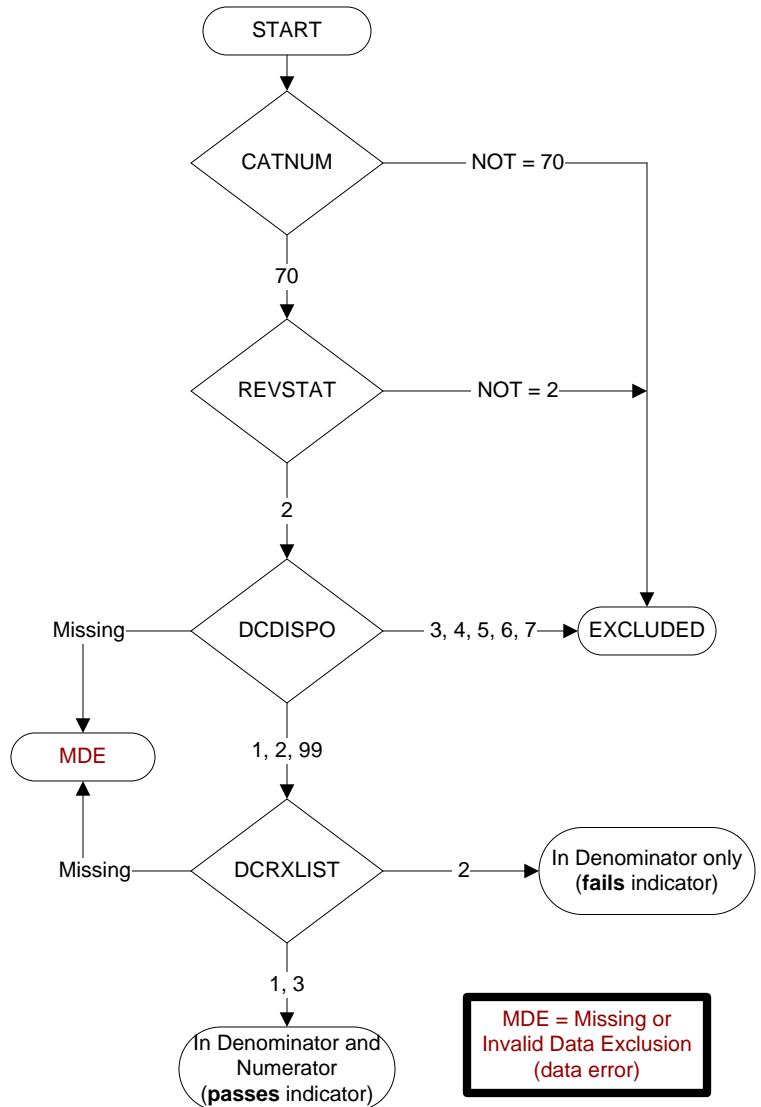 START
CATNUM
NOT = 70
70
REVSTAT
NOT = 2
2
Missing
DCDISPO
3, 4, 5, 6, 7
EXCLUDED
MDE
1, 2, 99
Missing
DCRXLIST
2
In Denominator only
(fails indicator)
1, 3
In Denominator and
Numerator
(passes indicator)
MDE = Missing or
Invalid Data Exclusion
(data error)